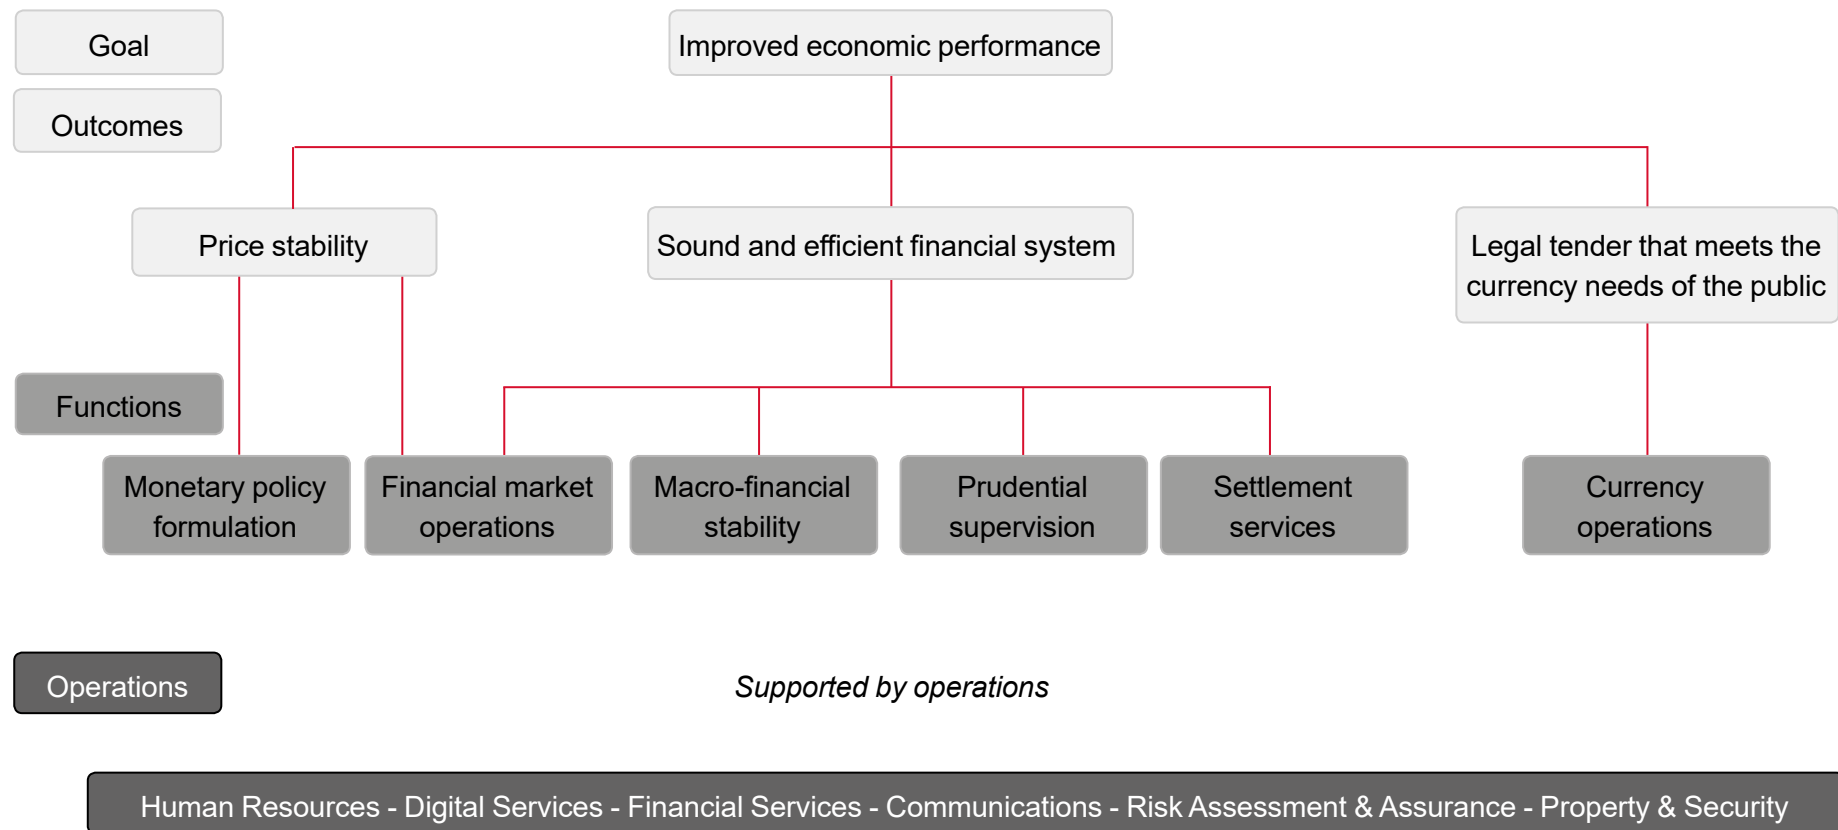 Goal
Improved economic performance
Outcomes
Price stability
Sound and efficient financial system
Legal tender that meets the
currency needs of the public
Functions
Monetary policy
formulation
Financial market
operations
Macro-financial
stability
Prudential
supervision
Settlement
services
Currency
operations
Operations
Supported by operations
Human Resources - Digital Services - Financial Services - Communications - Risk Assessment & Assurance - Property & Security